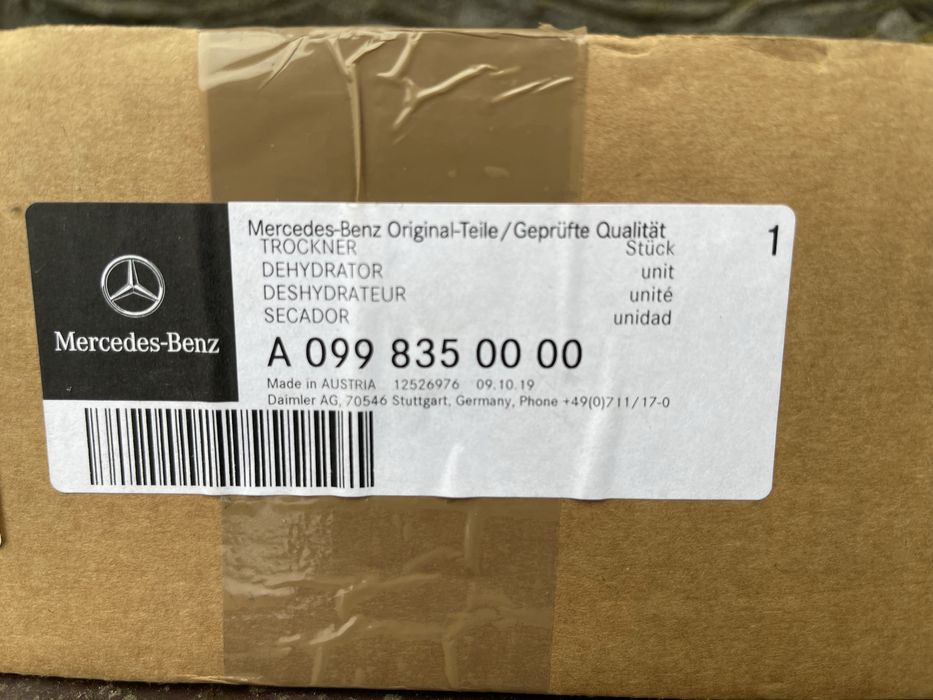 Mercedes-Benz
Mercedes-Benz Original-Teile/Geprüfte Qualität 1
TROCKNER Stück
DEHYDRATOR unit
DESHYDRATEUR unité
SECADOR unidad
A 099 835 00 00
Made in AUSTRIA 12526976 09.10.19
Daimler AG, 70546 Stuttgart, Germany, Phone +49(0)711/17-0